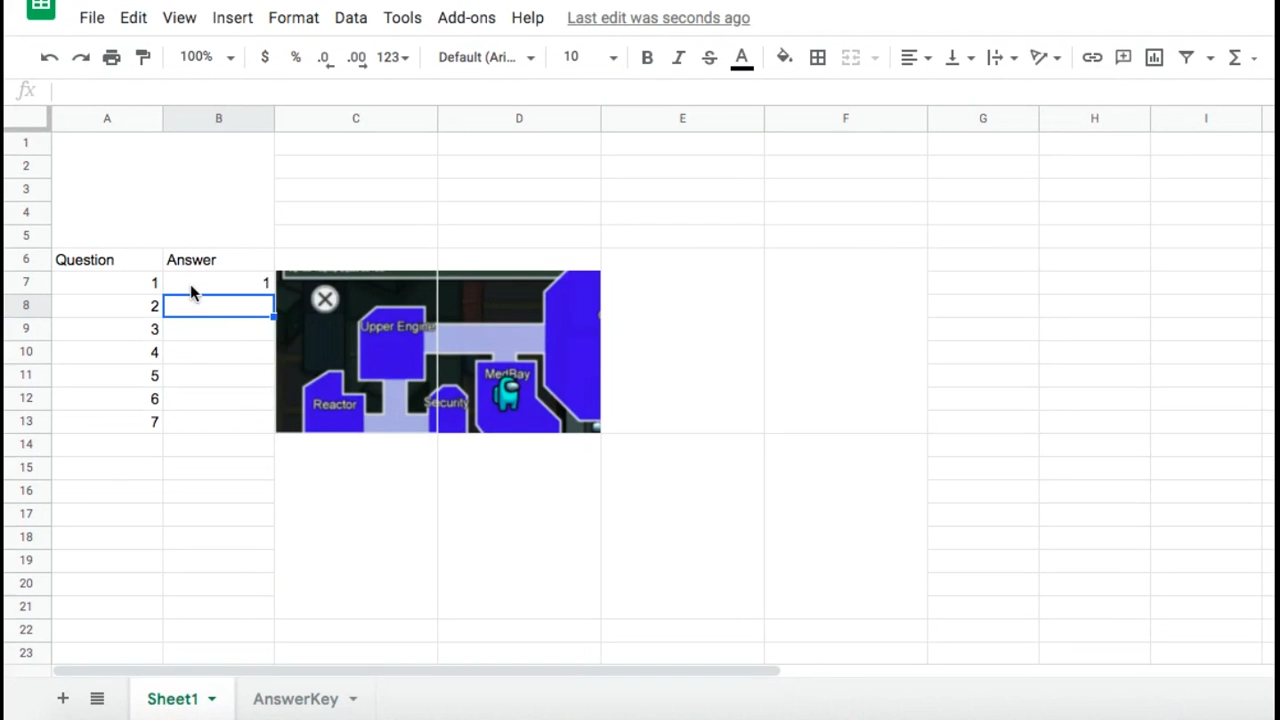 File Edit View Insert Format Data Tools Add-ons Help Last edit was seconds ago
100% $ % .0 .00 123 Default (Ari... 10 B I S A Σ
fx
A B C D E F G H I
1
2
3
4
5
6 Question Answer
7 1 1
8 2
9 3
10 4
11 5
12 6
13 7
Upper Engine
MedBay
Reactor Security
14
15
16
17
18
19
20
21
22
23
+ Sheet1 AnswerKey